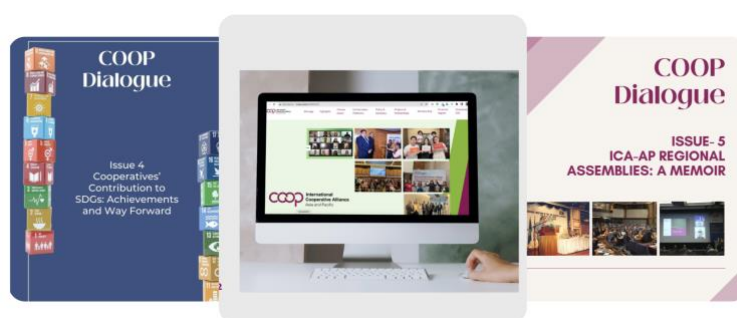 COOP
Dialogue
Issue 4
Cooperatives'
Contribution to
SDGs: Achievements
and Way Forward
COOP
International
Cooperative Alliance
Asia and Pacific
COOP
Dialogue
ISSUE- 5
ICA-AP REGIONAL
ASSEMBLIES: A MEMOIR